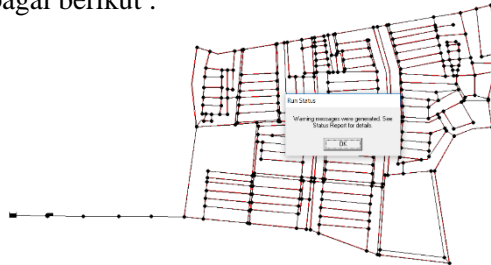 bagai berikut :
Run Status
Warning messages were generated. See
Status Report for details.
OK